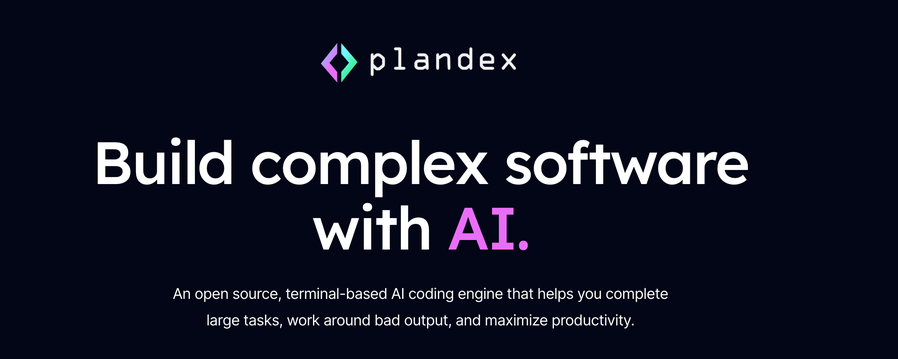 plandex
Build complex software
with AI.
An open source, terminal-based AI coding engine that helps you complete
large tasks, work around bad output, and maximize productivity.